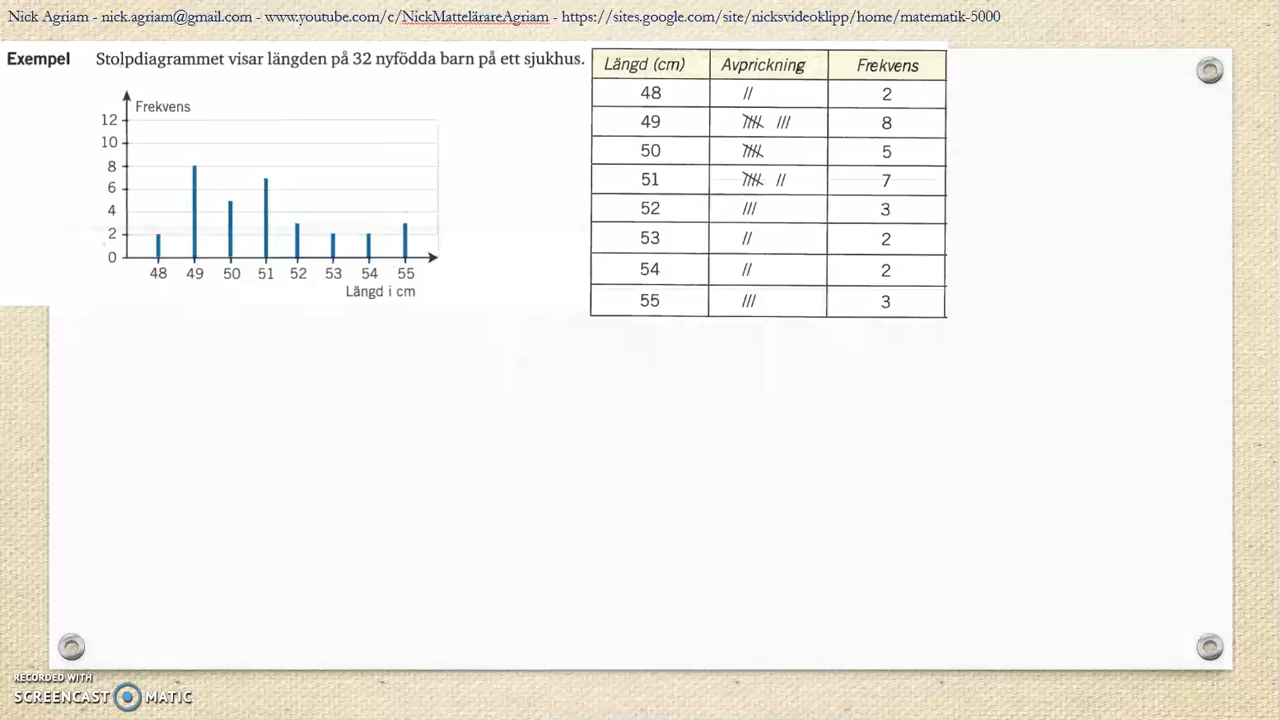 Nick Agriam - nick.agriam@gmail.com - www.youtube.com/c/NickMattelärareAgriam - https://sites.google.com/site/nicksvideoklipp/home/matematik-5000
Exempel Stolpdiagrammet visar längden på 32 nyfödda barn på ett sjukhus.
Frekvens
12
10
8
6
4
2
0
48 49 50 51 52 53 54 55
Längd i cm
Längd (cm) Avprickning Frekvens
48 // 2
49 //// /// 8
50 //// 5
51 //// // 7
52 /// 3
53 // 2
54 // 2
55 /// 3
RECORDED WITH
SCREENCAST MATIC